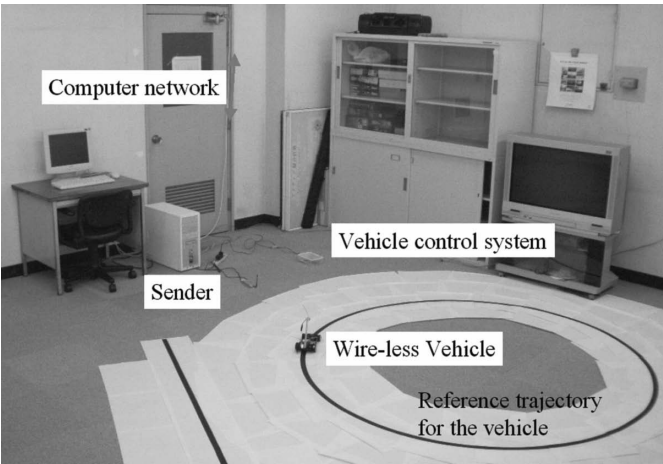 Computer network
Vehicle control system
Sender
Wire-less Vehicle
Reference trajectory
for the vehicle